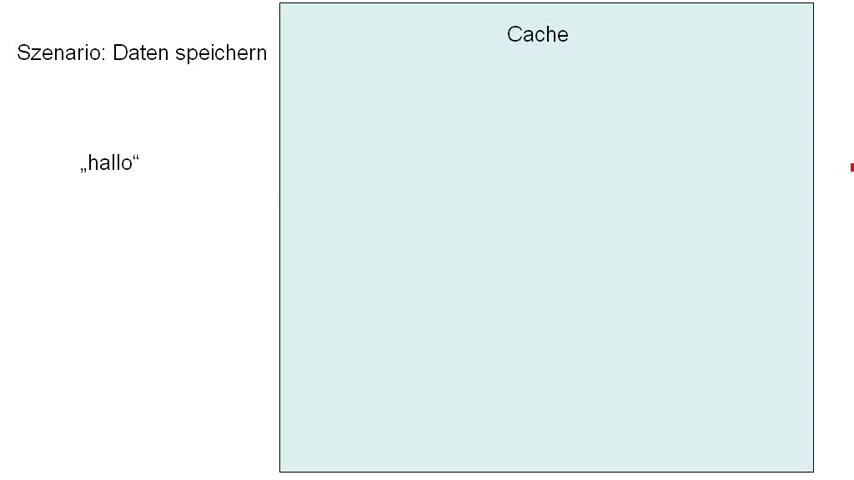 Cache
Szenario: Daten speichern
„hallo“